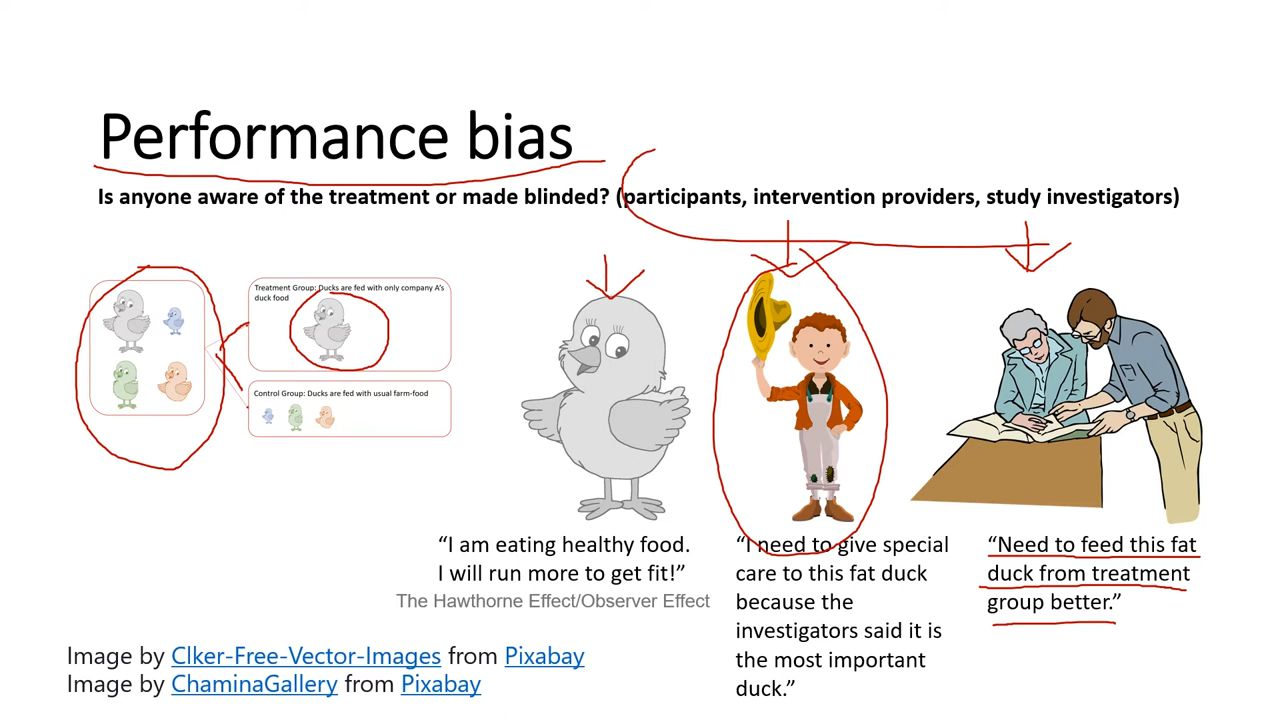 Performance bias
Is anyone aware of the treatment or made blinded? (participants, intervention providers, study investigators)
Treatment Group: Ducks are fed with only company A's
duck food
Control Group: Ducks are fed with usual farm-food
“I am eating healthy food.
I will run more to get fit!”
The Hawthorne Effect/Observer Effect
“I need to give special
care to this fat duck
because the
investigators said it is
the most important
duck.”
“Need to feed this fat
duck from treatment
group better.”
Image by Clker-Free-Vector-Images from Pixabay
Image by ChaminaGallery from Pixabay